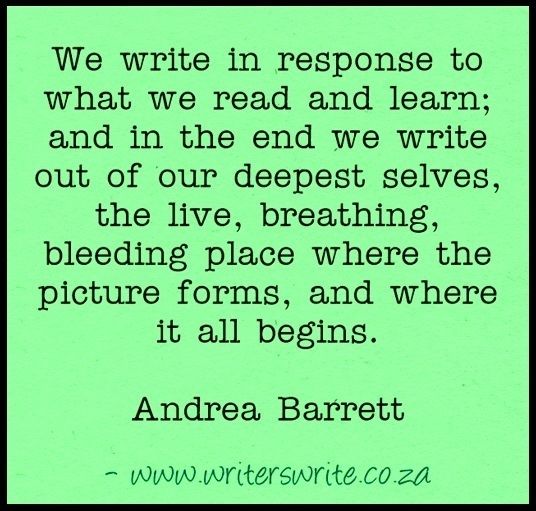 We write in response to
what we read and learn;
and in the end we write
out of our deepest selves,
the live, breathing,
bleeding place where the
picture forms, and where
it all begins.
Andrea Barrett
- www.writerswrite.co.za